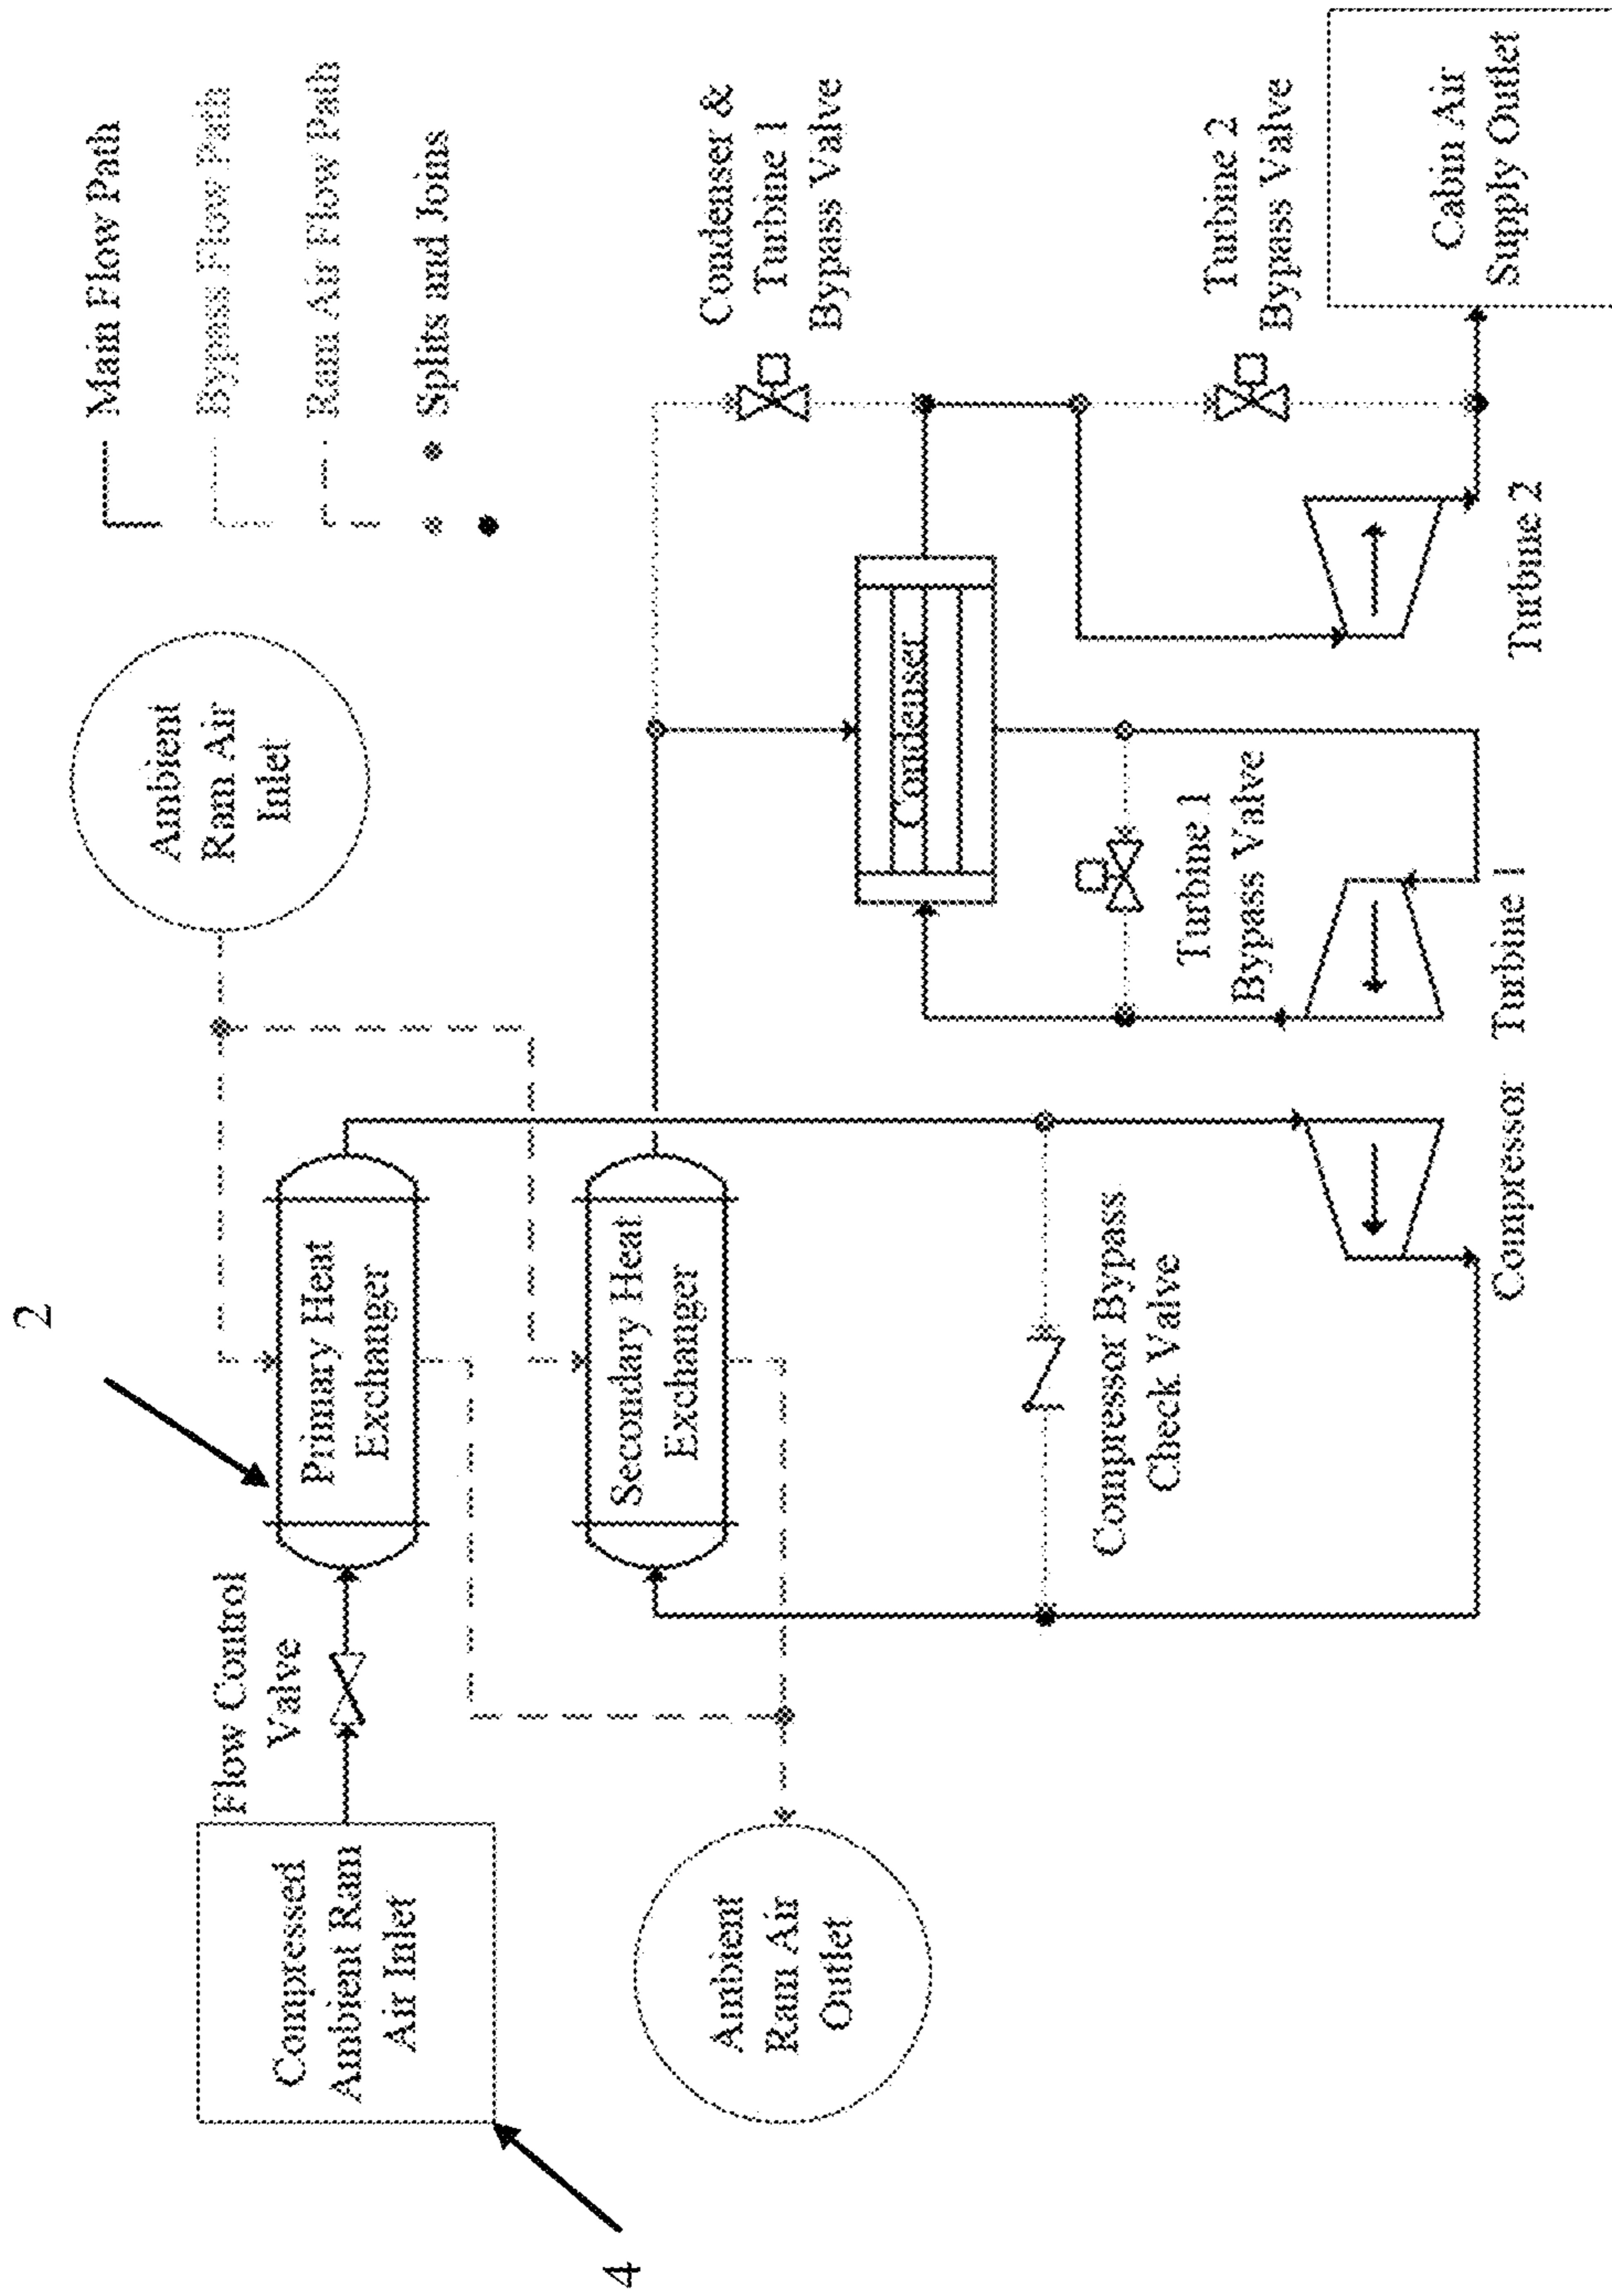 2
4
Main Flow Path
Bypass Flow Path
Ram Air Flow Path
Splits and Joins
Ambient
Ram Air
Inlet
Flow Control
Valve
Compressed
Ambient Ram
Air Inlet
Primary Heat
Exchanger
Secondary Heat
Exchanger
Ambient
Ram Air
Outlet
Condenser &
Turbine 1
Bypass Valve
Condenser
Turbine 1
Bypass Valve
Turbine 2
Bypass Valve
Compressor Bypass
Check Valve
Compressor
Turbine 1
Turbine 2
Cabin Air
Supply Outlet